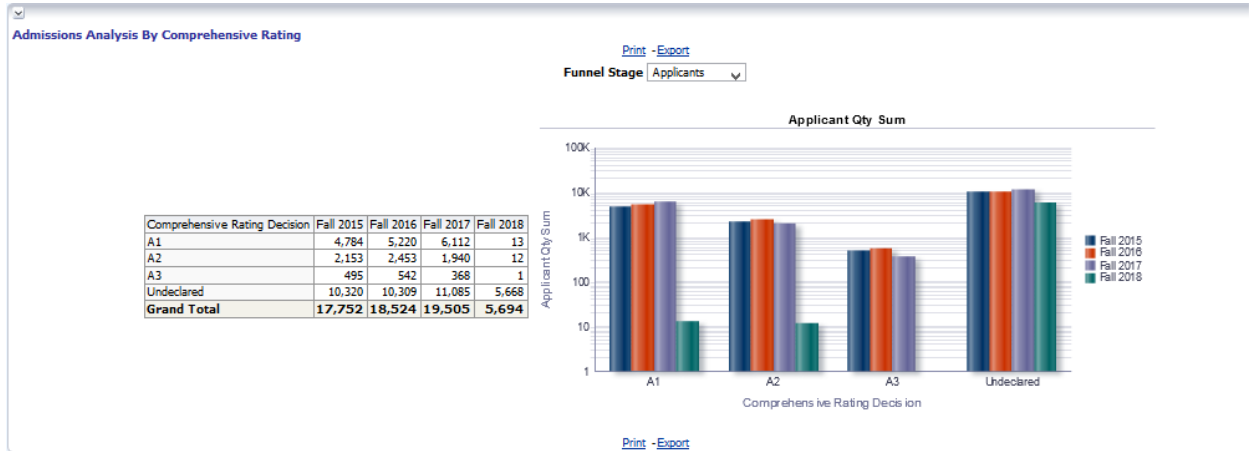 Admissions Analysis By Comprehensive Rating
Print - Export
Funnel Stage Applicants
Comprehensive Rating Decision Fall 2015 Fall 2016 Fall 2017 Fall 2018
A1 4,784 5,220 6,112 13
A2 2,153 2,453 1,940 12
A3 495 542 368 1
Undeclared 10,320 10,309 11,085 5,668
Grand Total 17,752 18,524 19,505 5,694
Applicant Qty Sum
Applicant Qty Sum
100K
10K
1K
100
10
1
A1 A2 A3 Undeclared
Comprehensive Rating Decision
Fall 2015
Fall 2016
Fall 2017
Fall 2018
Print - Export